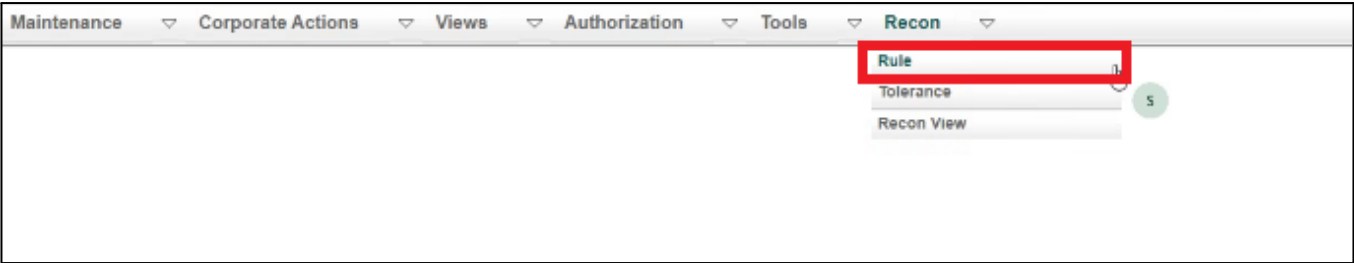 Maintenance Corporate Actions Views Authorization Tools Recon
Rule
Tolerance
S
Recon View